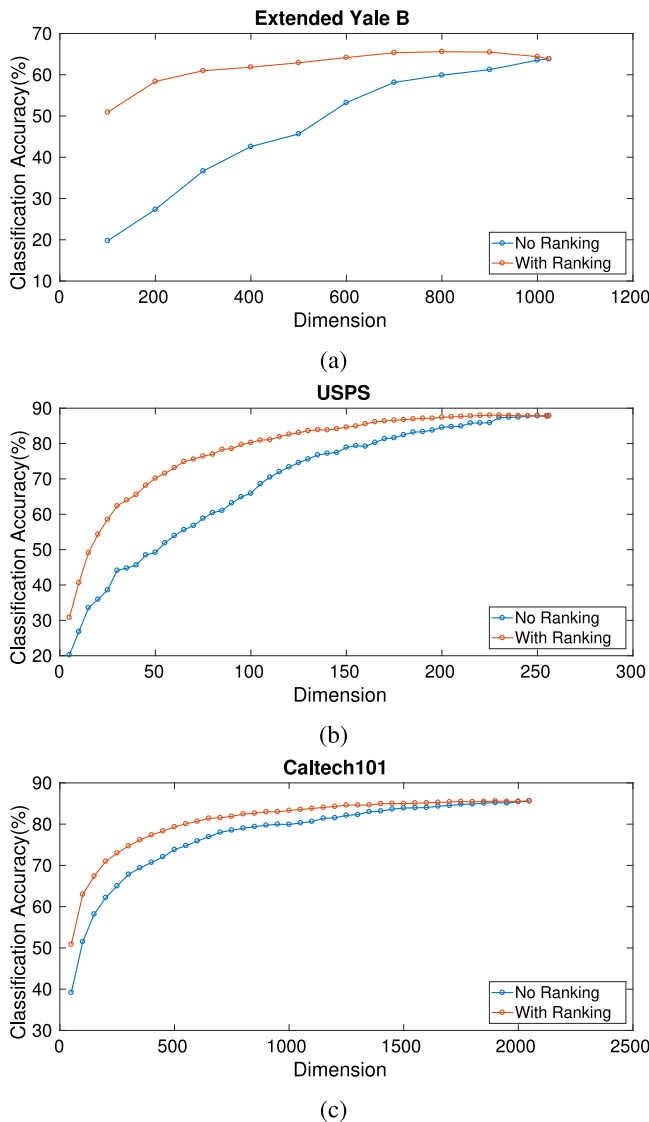 Extended Yale B
70
60
50
40
30
20
10
Classification Accuracy(%)
No Ranking
With Ranking
0 200 400 600 800 1000 1200
Dimension
(a)
USPS
90
80
70
60
50
40
30
20
Classification Accuracy(%)
No Ranking
With Ranking
0 50 100 150 200 250 300
Dimension
(b)
Caltech101
90
80
70
60
50
40
30
Classification Accuracy(%)
No Ranking
With Ranking
0 500 1000 1500 2000 2500
Dimension
(c)